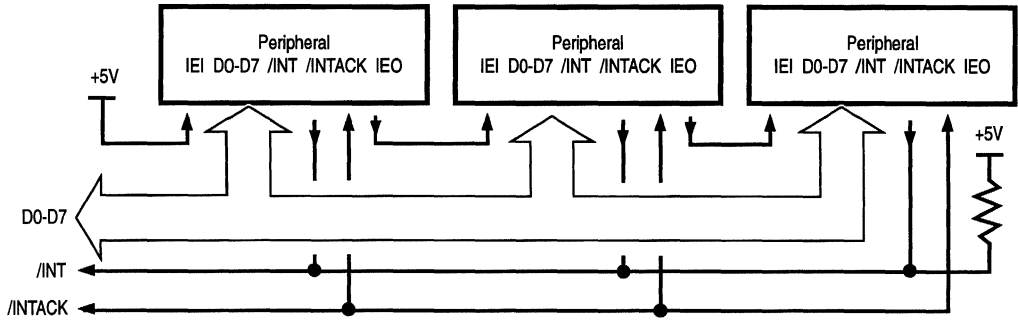 Peripheral
IEI D0-D7 /INT /INTACK IEO
Peripheral
IEI D0-D7 /INT /INTACK IEO
Peripheral
IEI D0-D7 /INT /INTACK IEO
+5V
+5V
D0-D7
/INT
/INTACK